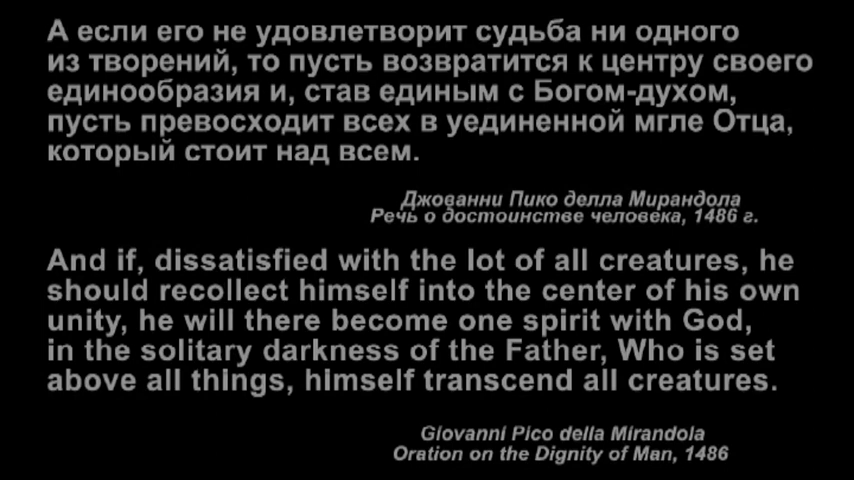 А если его не удовлетворит судьба ни одного
из творений, то пусть возвратится к центру своего
единообразия и, став единым с Богом-духом,
пусть превосходит всех в уединенной мгле Отца,
который стоит над всем.
Джованни Пико делла Мирандола
Речь о достоинстве человека, 1486 г.
And if, dissatisfied with the lot of all creatures, he
should recollect himself into the center of his own
unity, he will there become one spirit with God,
in the solitary darkness of the Father, Who is set
above all things, himself transcend all creatures.
Giovanni Pico della Mirandola
Oration on the Dignity of Man, 1486